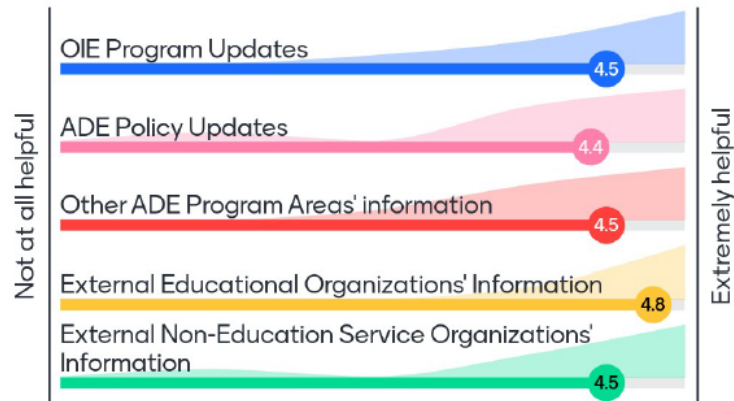 Not at all helpful
OIE Program Updates
4.5
ADE Policy Updates
4.4
Other ADE Program Areas' information
4.5
External Educational Organizations' Information
4.8
External Non-Education Service Organizations'
Information
4.5
Extremely helpful